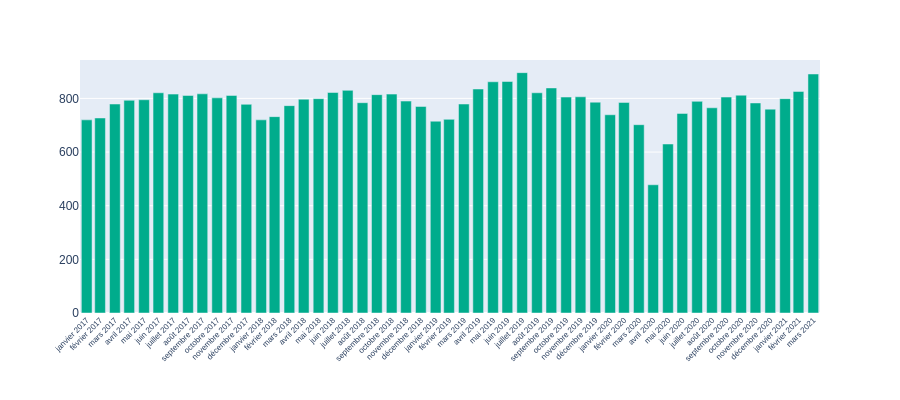 800
600
400
200
0
janvier 2017
février 2017
mars 2017
avril 2017
mai 2017
juin 2017
juillet 2017
août 2017
septembre 2017
octobre 2017
novembre 2017
décembre 2017
janvier 2018
février 2018
mars 2018
avril 2018
mai 2018
juin 2018
juillet 2018
août 2018
septembre 2018
octobre 2018
novembre 2018
décembre 2018
janvier 2019
février 2019
mars 2019
avril 2019
mai 2019
juin 2019
juillet 2019
août 2019
septembre 2019
octobre 2019
novembre 2019
décembre 2019
janvier 2020
février 2020
mars 2020
avril 2020
mai 2020
juin 2020
juillet 2020
août 2020
septembre 2020
octobre 2020
novembre 2020
décembre 2020
janvier 2021
février 2021
mars 2021